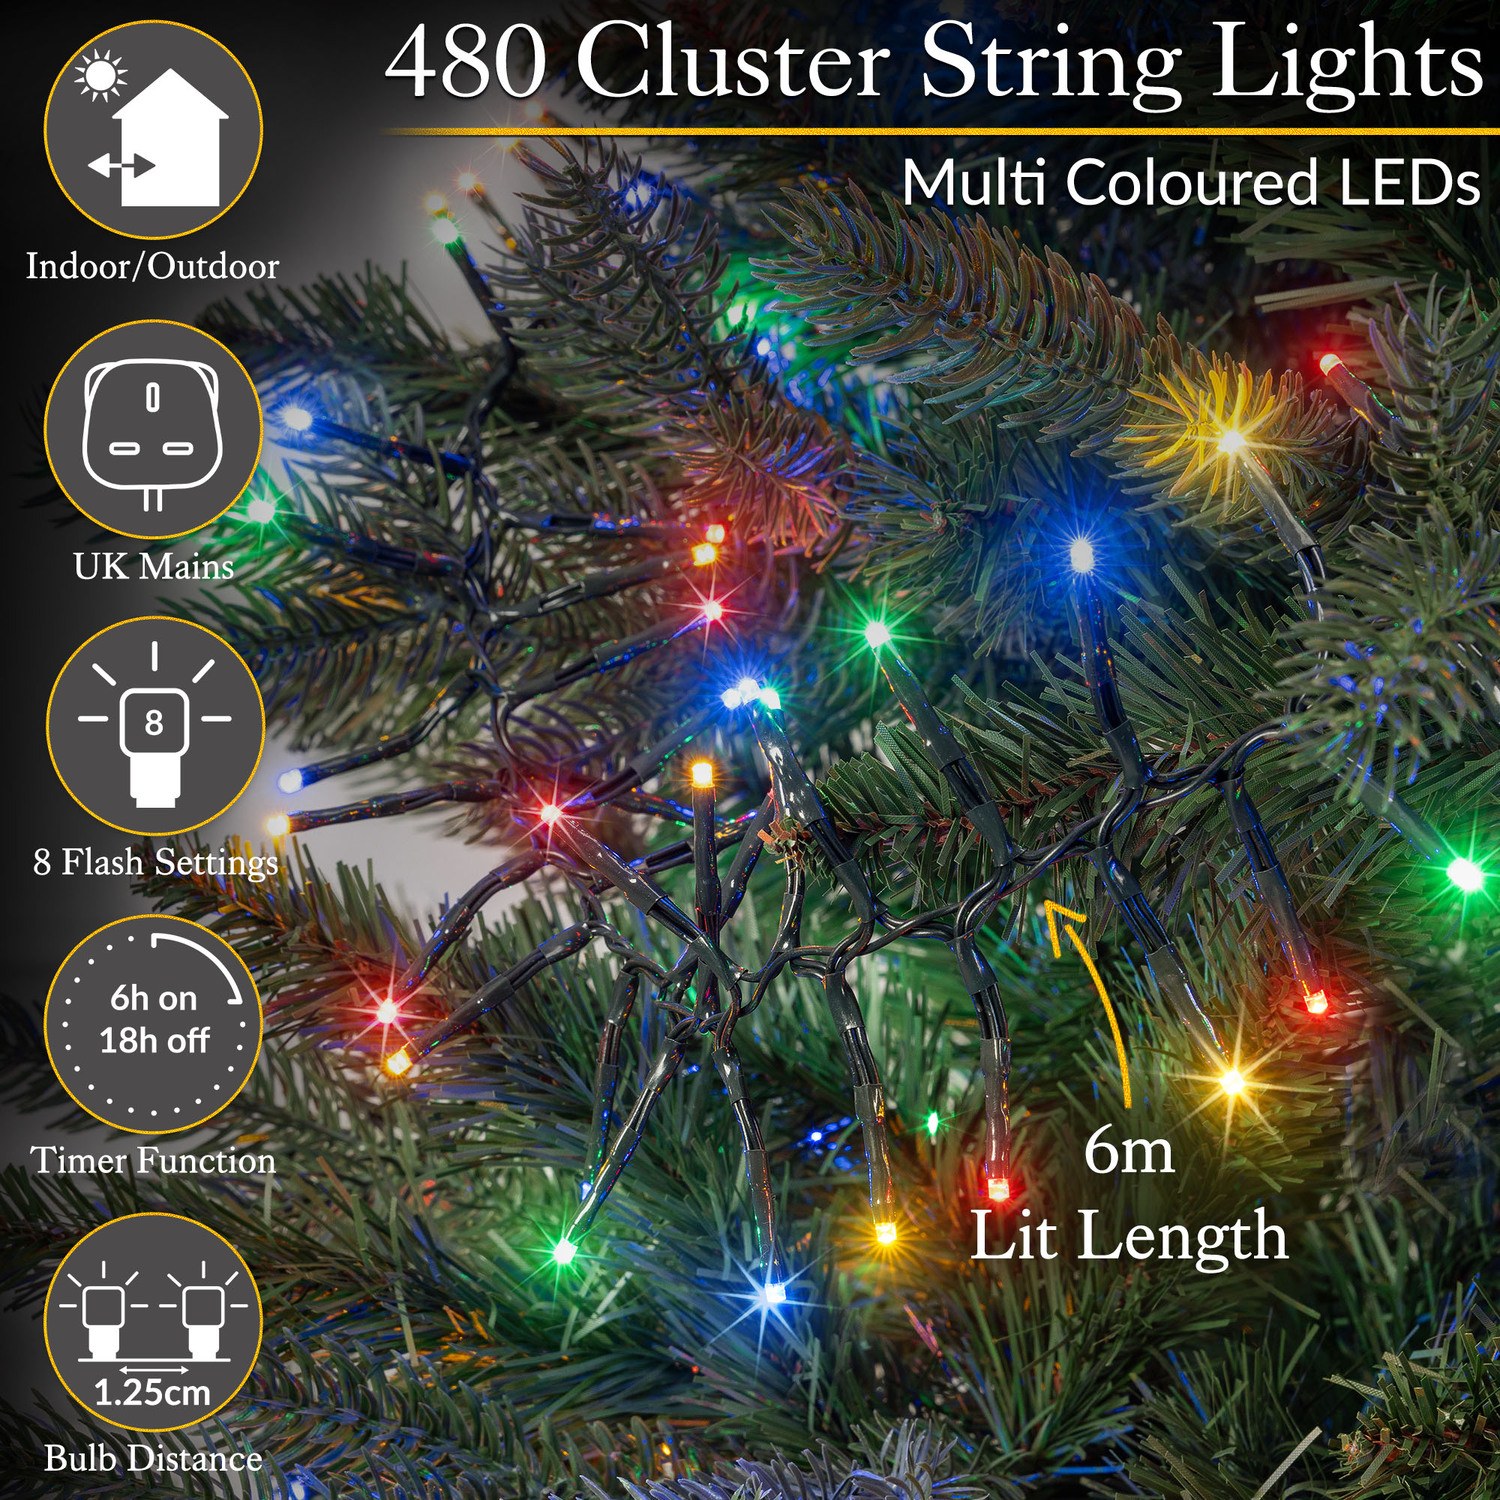 480 Cluster String Lights
Multi Coloured LEDs
Indoor/Outdoor
UK Mains
8
8 Flash Settings
6h on
18h off
Timer Function
1.25cm
Bulb Distance
6m
Lit Length